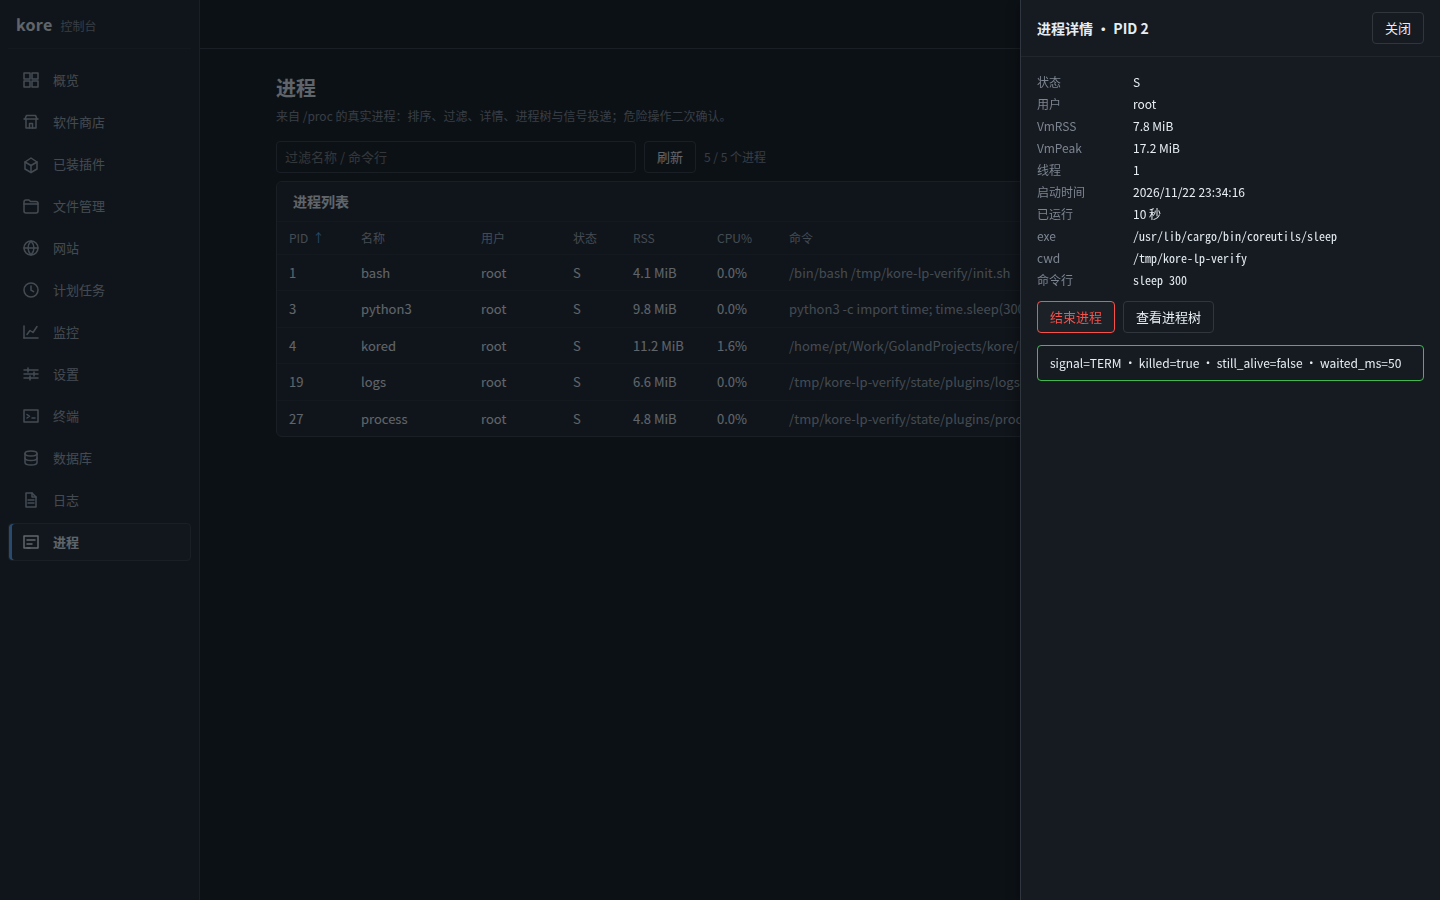 kore 控制台
概览
软件商店
已装插件
文件管理
网站
计划任务
监控
设置
终端
数据库
日志
进程
进程
来自 /proc 的真实进程：排序、过滤、详情、进程树与信号投递；危险操作二次确认。
过滤名称 / 命令行 刷新 5 / 5 个进程
进程列表
PID ↑ 名称 用户 状态 RSS CPU% 命令
1 bash root S 4.1 MiB 0.0% /bin/bash /tmp/kore-lp-verify/init.sh
3 python3 root S 9.8 MiB 0.0% python3 -c import time; time.sleep(300
4 kored root S 11.2 MiB 1.6% /home/pt/Work/GolandProjects/kore/
19 logs root S 6.6 MiB 0.0% /tmp/kore-lp-verify/state/plugins/logs
27 process root S 4.8 MiB 0.0% /tmp/kore-lp-verify/state/plugins/proc
进程详情 · PID 2 关闭
状态 S
用户 root
VmRSS 7.8 MiB
VmPeak 17.2 MiB
线程 1
启动时间 2026/11/22 23:34:16
已运行 10 秒
exe /usr/lib/cargo/bin/coreutils/sleep
cwd /tmp/kore-lp-verify
命令行 sleep 300
结束进程 查看进程树
signal=TERM · killed=true · still_alive=false · waited_ms=50